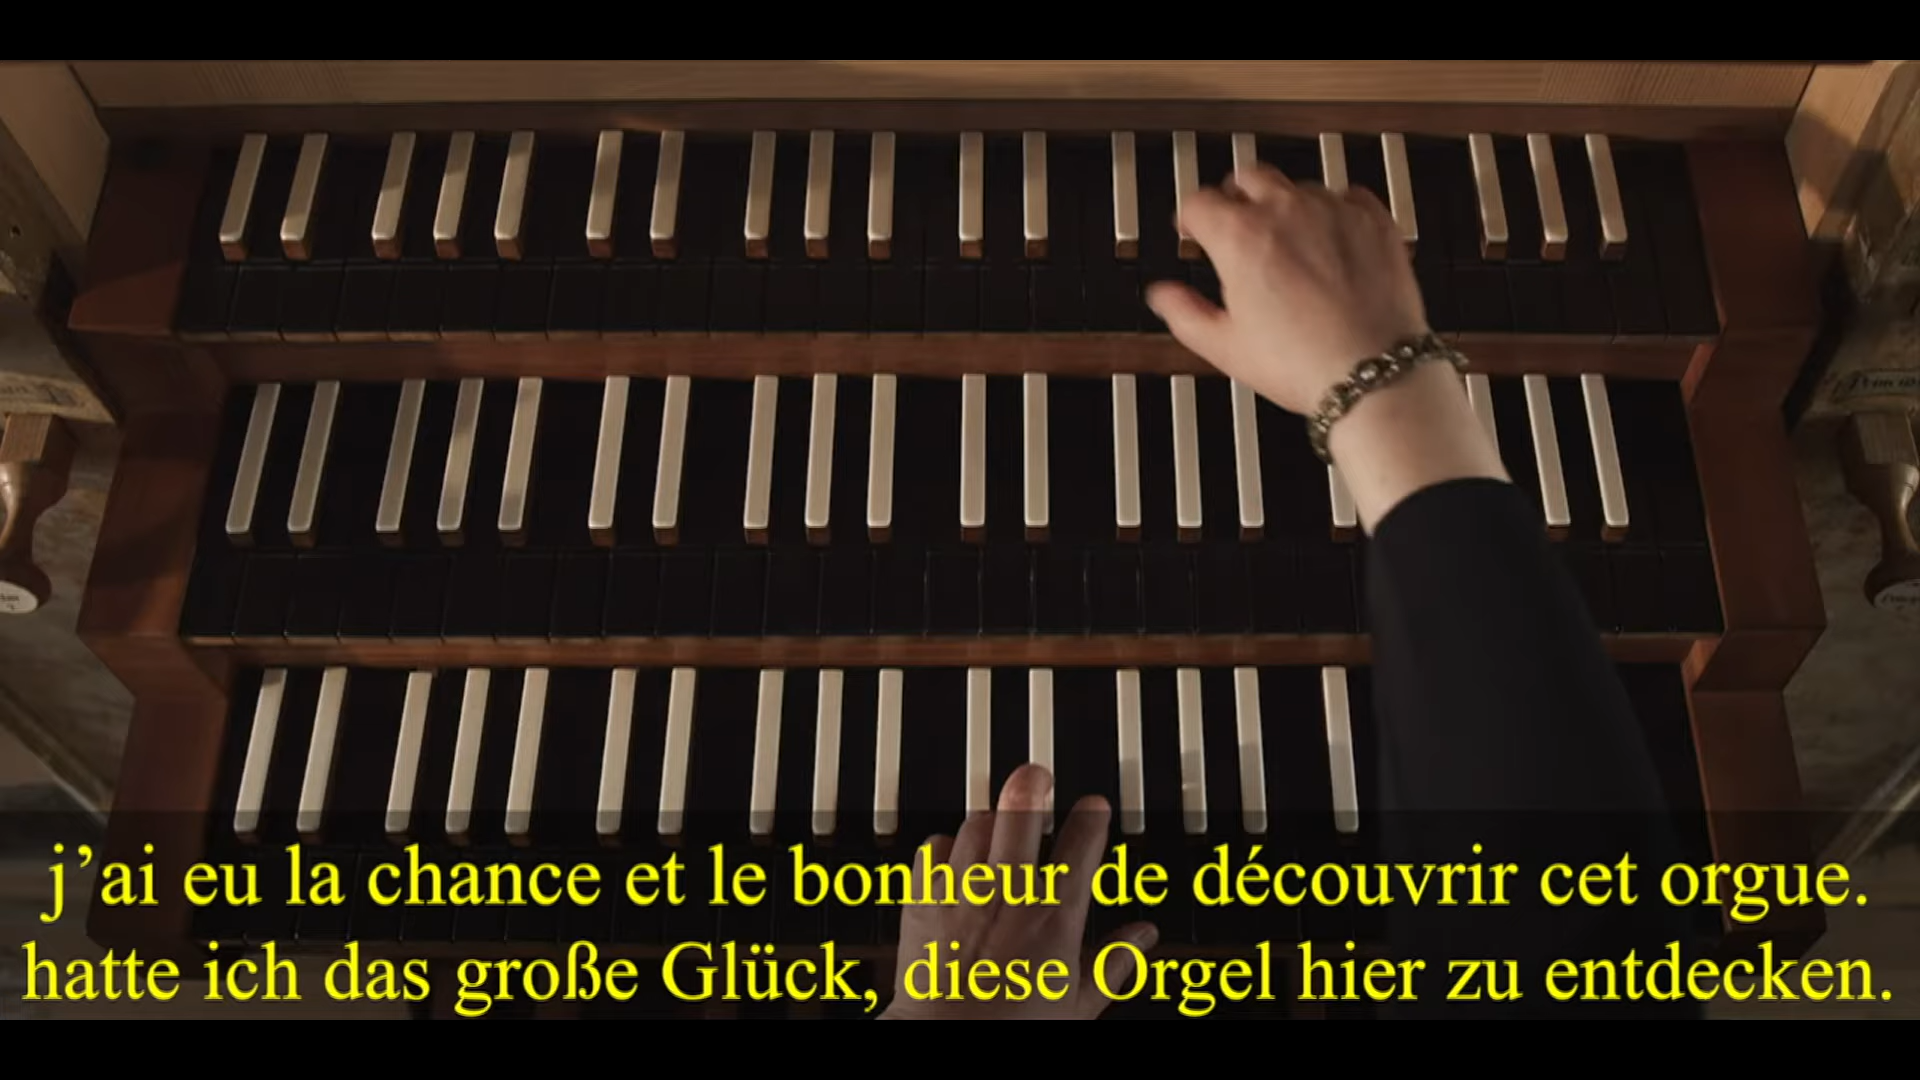 j’ai eu la chance et le bonheur de découvrir cet orgue.
hatte ich das große Glück, diese Orgel hier zu entdecken.